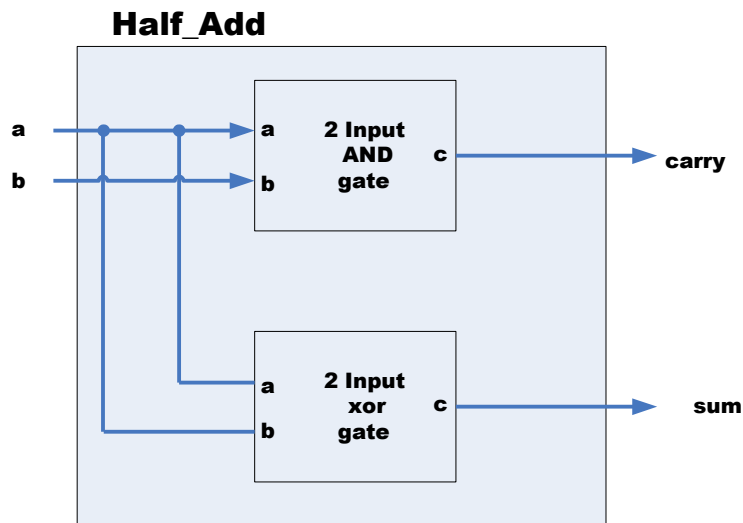 Half_Add
a
b
a
b
2 Input
AND
gate
c
carry
a
b
2 Input
xor
gate
c
sum